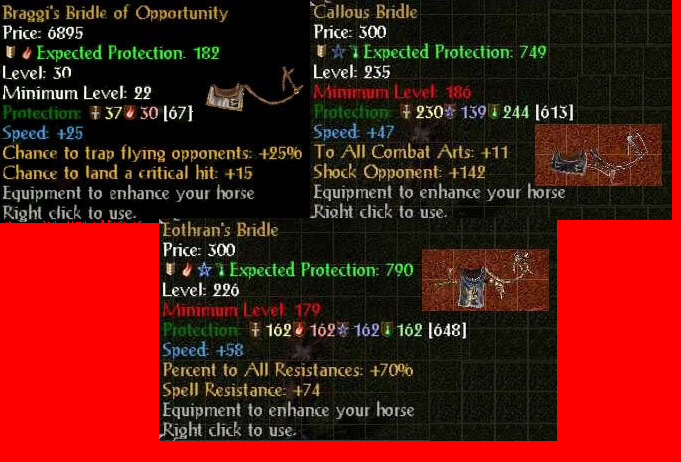 Braggi's Bridle of Opportunity
Price: 6895
Expected Protection: 182
Level: 30
Minimum Level: 22
Protection: 37 30 [67]
Speed: +25
Chance to trap flying opponents: +25%
Chance to land a critical hit: +15
Equipment to enhance your horse
Right click to use.
Callous Bridle
Price: 300
Expected Protection: 749
Level: 235
Minimum Level: 186
Protection: 230 139 244 [613]
Speed: +47
To All Combat Arts: +11
Shock Opponent: +142
Equipment to enhance your horse
Right click to use.
Eothran's Bridle
Price: 300
Expected Protection: 790
Level: 226
Minimum Level: 179
Protection: 162 162 162 162 [648]
Speed: +58
Percent to All Resistances: +70%
Spell Resistance: +74
Equipment to enhance your horse
Right click to use.